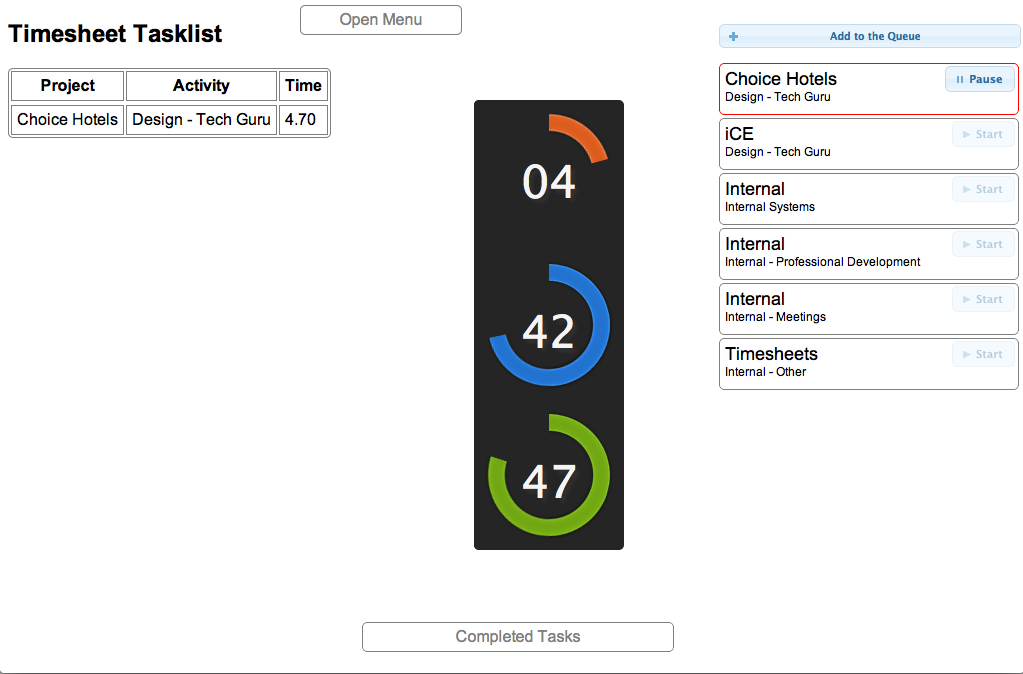 Open Menu
Timesheet Tasklist
Project Activity Time
Choice Hotels Design - Tech Guru 4.70
04
42
47
Completed Tasks
Add to the Queue
Choice Hotels Pause
Design - Tech Guru
iCE Start
Design - Tech Guru
Internal Start
Internal Systems
Internal Start
Internal - Professional Development
Internal Start
Internal - Meetings
Timesheets Start
Internal - Other